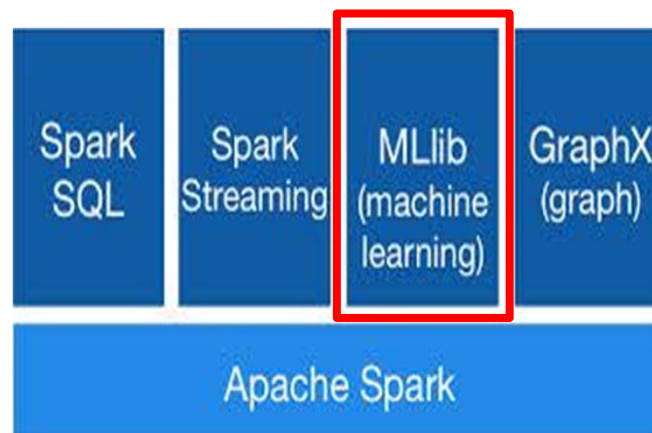 Spark
SQL
Spark
Streaming
MLlib
(machine
learning)
GraphX
(graph)
Apache Spark